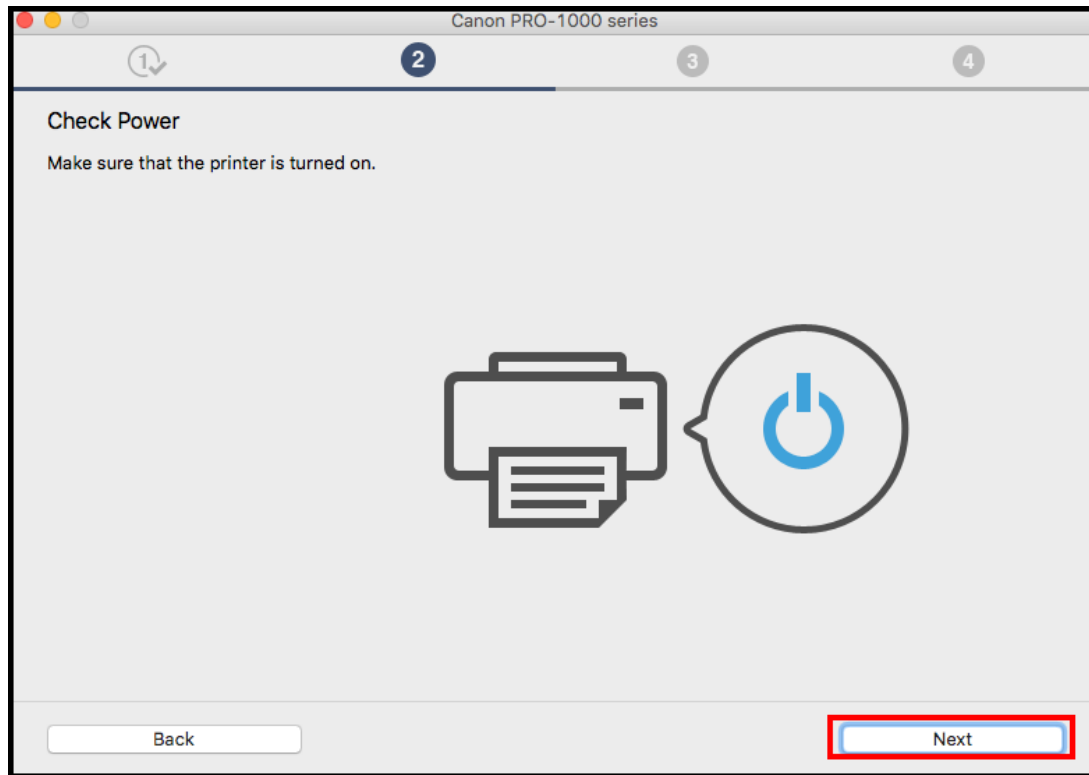 Canon PRO-1000 series
1 2 3 4
Check Power
Make sure that the printer is turned on.
Back Next